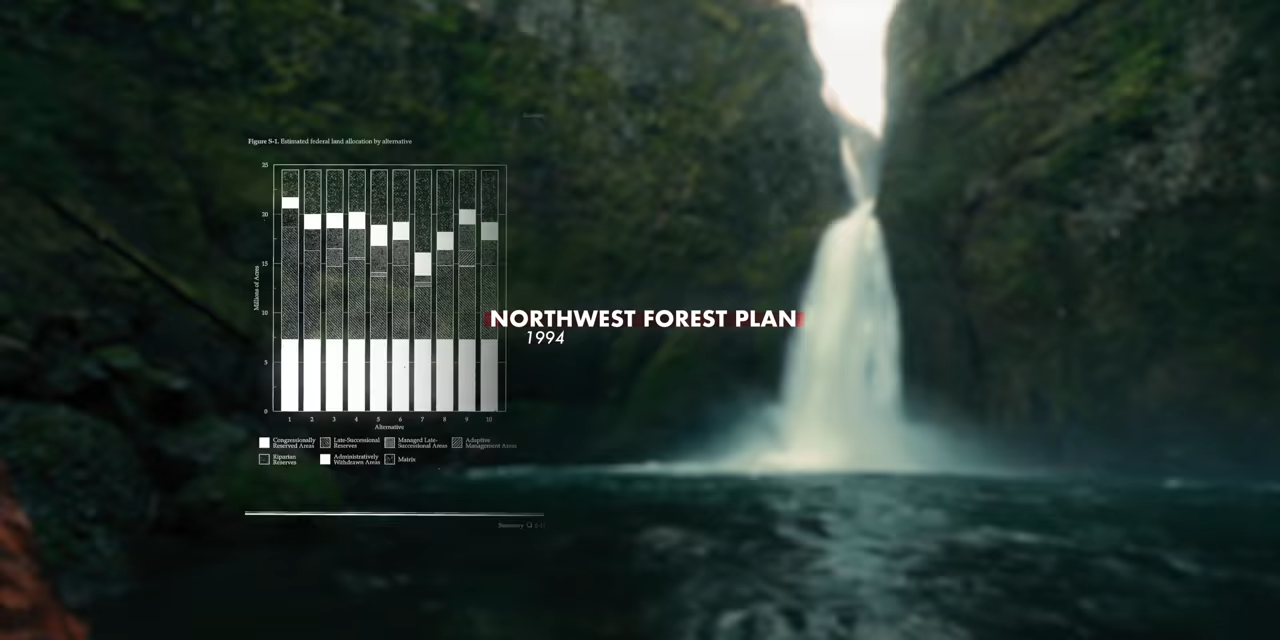 Figure S-1. Estimated federal land allocation by alternative
25
20
15
10
5
0
Millions of Acres
1 2 3 4 5 6 7 8 9 10
Alternative
Congressionally Reserved Areas
Late-Successional Reserves
Managed Late-Successional Areas
Adaptive Management Areas
Riparian Reserves
Administratively Withdrawn Areas
Matrix
NORTHWEST FOREST PLAN
1994
Summary